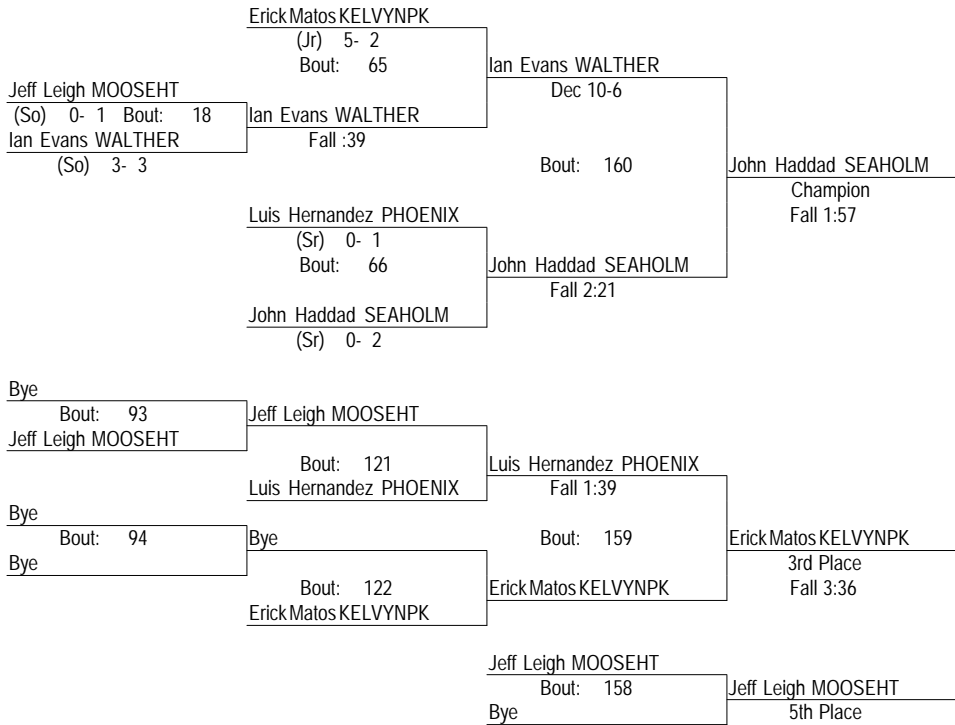 Erick Matos KELVYNPK
(Jr) 5- 2
Bout: 65
Ian Evans WALTHER
Dec 10-6
Jeff Leigh MOOSEHT
(So) 0- 1 Bout: 18
Ian Evans WALTHER
Fall :39
Ian Evans WALTHER
(So) 3- 3
Bout: 160
John Haddad SEAHOLM
Champion
Fall 1:57
Luis Hernandez PHOENIX
(Sr) 0- 1
Bout: 66
John Haddad SEAHOLM
Fall 2:21
John Haddad SEAHOLM
(Sr) 0- 2
Bye
Bout: 93
Jeff Leigh MOOSEHT
Jeff Leigh MOOSEHT
Bout: 121
Luis Hernandez PHOENIX
Luis Hernandez PHOENIX
Fall 1:39
Bye
Bout: 94
Bye
Bye
Bout: 159
Erick Matos KELVYNPK
3rd Place
Fall 3:36
Bout: 122
Erick Matos KELVYNPK
Erick Matos KELVYNPK
Jeff Leigh MOOSEHT
Bout: 158
Bye
Jeff Leigh MOOSEHT
5th Place